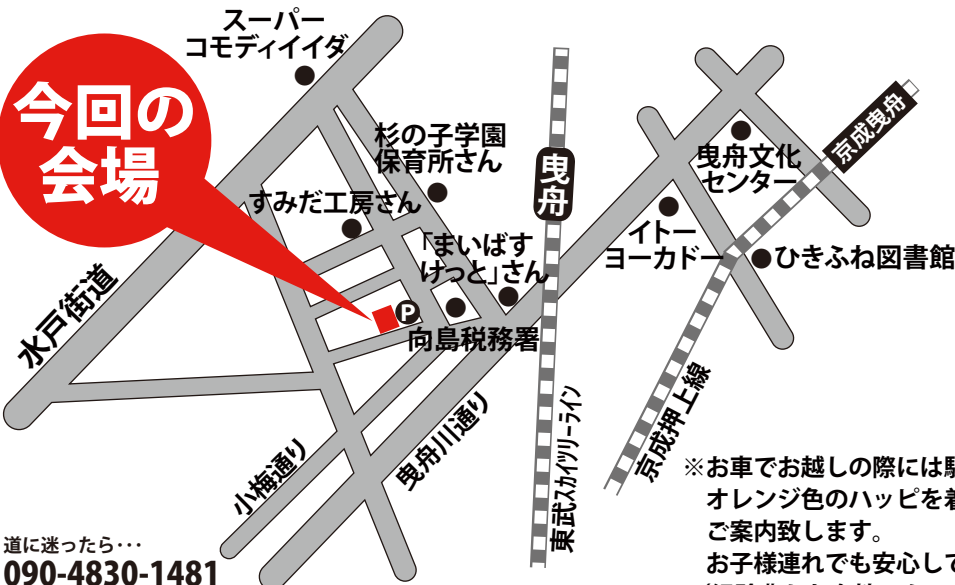 スーパー
コモディイイダ
今回の
会場
杉の子学園
保育所さん
すみだ工房さん
「まいばす
けっと」さん
P
向島税務署
水戸街道
小梅通り
曳舟川通り
曳舟
東武スカイツリーライン
イトー
ヨーカドー
曳舟文化
センター
京成曳舟
ひきふね図書館
京成押上線
※お車でお越しの際には駐
オレンジ色のハッピを着
ご案内致します。
お子様連れでも安心して
道に迷ったら・・・
090-4830-1481